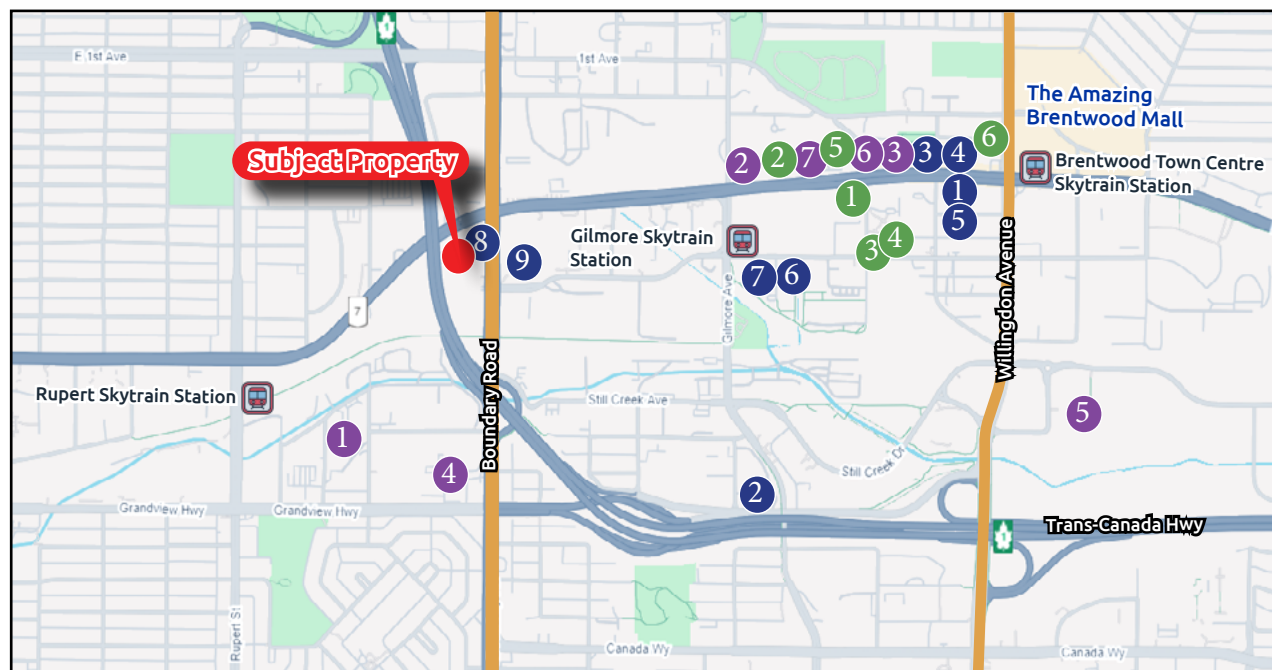 E 1st Ave
1st Ave
The Amazing
Brentwood Mall
Subject Property
2
2
7
5
6
3
3
4
6
Brentwood Town Centre
Skytrain Station
1
1
5
8
9
Gilmore Skytrain
Station
3
4
7
6
7
Gilmore Ave
Willingdon Avenue
Boundary Road
Rupert Skytrain Station
Still Creek Ave
5
1
4
Still Creek Dr
2
Grandview Hwy
Grandview Hwy
Trans-Canada Hwy
1
1
Rupert St
Canada Wy
Canada Wy